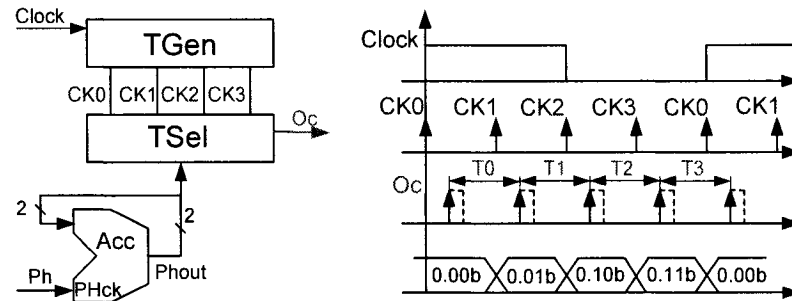 Clock
TGen
CK0 CK1 CK2 CK3
TSel
Oc
2
2
Acc
Ph
PHck
Phout
Clock
CK0 CK1 CK2 CK3 CK0 CK1
T0 T1 T2 T3
Oc
0.00b 0.01b 0.10b 0.11b 0.00b